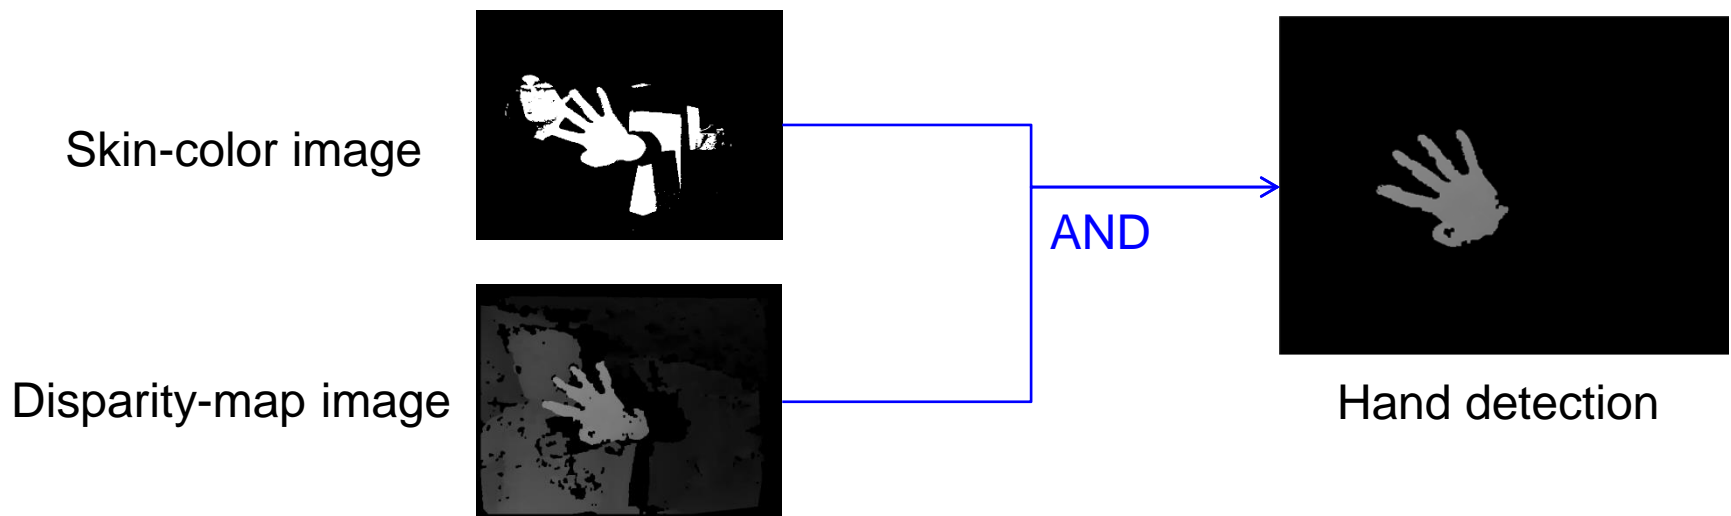 Skin-color image
AND
Disparity-map image
Hand detection